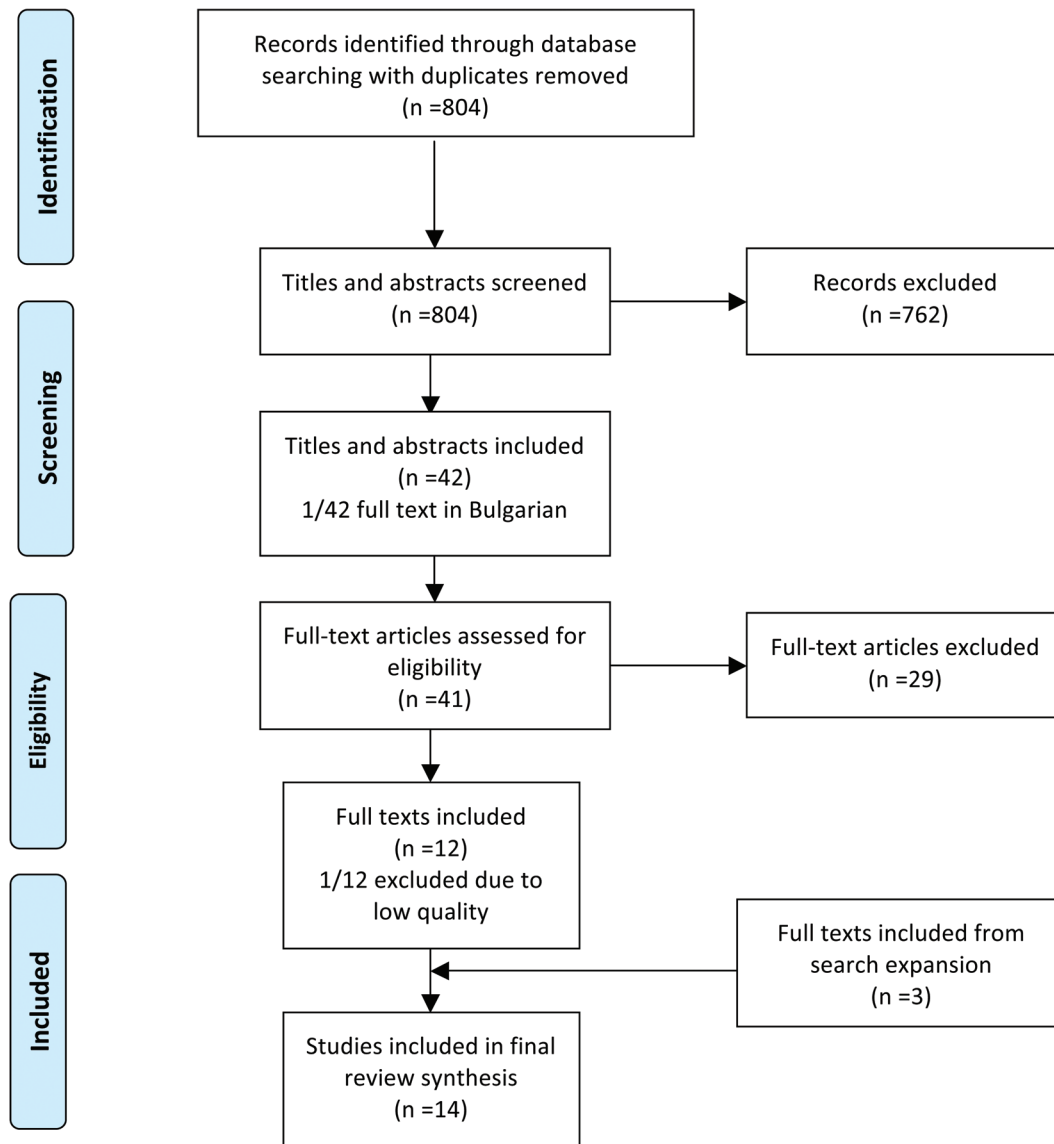 Identification
Records identified through database
searching with duplicates removed
(n =804)
Titles and abstracts screened
(n =804)
Records excluded
(n =762)
Screening
Titles and abstracts included
(n =42)
1/42 full text in Bulgarian
Eligibility
Full-text articles assessed for
eligibility
(n =41)
Full-text articles excluded
(n =29)
Full texts included
(n =12)
1/12 excluded due to
low quality
Included
Full texts included from
search expansion
(n =3)
Studies included in final
review synthesis
(n =14)